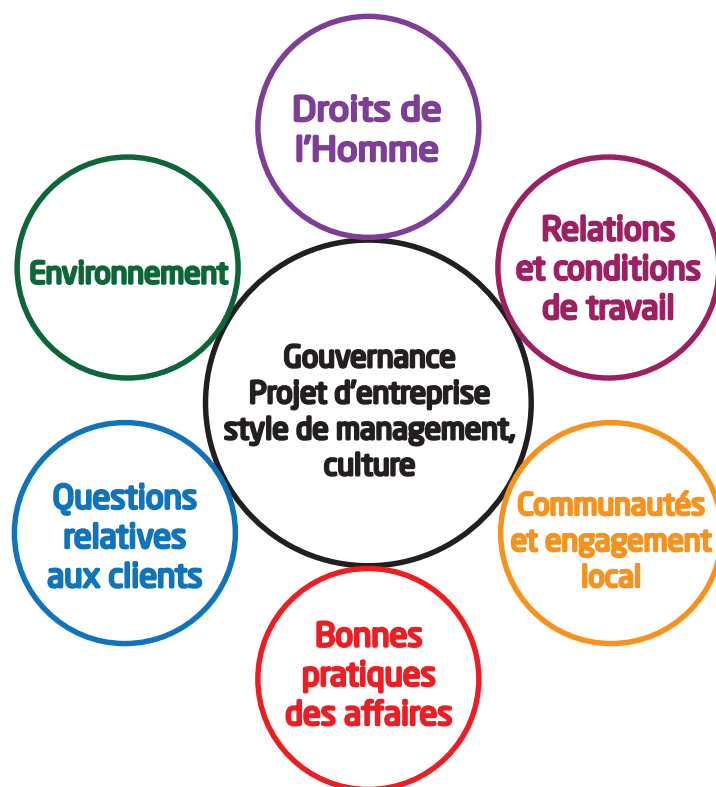 Droits de
l'Homme
Relations
et conditions
de travail
Environnement
Gouvernance
Projet d'entreprise
style de management,
culture
Questions
relatives
aux clients
Communautés
et engagement
local
Bonnes
pratiques
des affaires